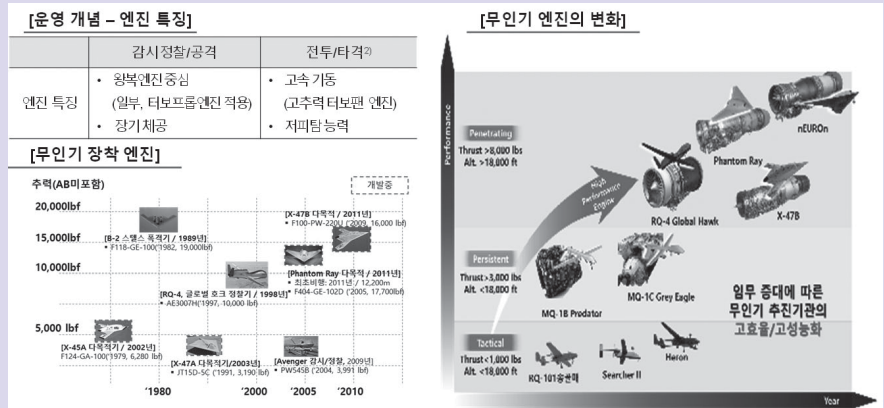 [운영 개념 – 엔진 특징]
감시정찰/공격
전투/타격2)
엔진 특징
• 왕복엔진 중심
(일부, 터보프롭엔진 적용)
• 장기체공
• 고속 기동
(고추력 터보팬 엔진)
• 저피탐 능력
[무인기 장착 엔진]
추력(AB미포함)
개발중
20,000lbf
15,000lbf
10,000lbf
5,000 lbf
[B-2 스텔스 폭격기 / 1989년]
• F118-GE-100('1982, 19,000lbf)
[X-47B 다목적 / 2011년]
• F100-PW-220U ('2009, 16,000 lbf)
[Phantom Ray 다목적 / 2011년]
• 최초비행: 2011년 / 12,200m
• F404-GE-102D ('2005, 17,700lbf)
[RQ-4, 글로벌 호크 정찰기 / 1998년]
• AE3007H('1997, 10,000 lbf)
[X-45A 다목적기 / 2002년]
F124-GA-100('1979, 6,280 lbf)
[X-47A 다목적기/2003년]
• JT15D-5C ('1991, 3,190 lbf)
[Avenger 감시/정찰, 2009년]
• PW545B ('2004, 3,991 lbf)
'1980
'2000
'2005
'2010
[무인기 엔진의 변화]
Performance
Penetrating
Thrust >8,000 lbs
Alt. >18,000 ft
nEUROn
Phantom Ray
High
Performance
Engine
RQ-4 Global Hawk
X-47B
Persistent
Thrust>3,000 lbs
Alt. <18,000 ft
MQ-1B Predator
MQ-1C Grey Eagle
임무 증대에 따른
무인기 추진기관의
고효율/고성능화
Tactical
Thrust<1,000 lbs
Alt. <18,000 ft
RQ-101송골매
Searcher II
Heron
Year